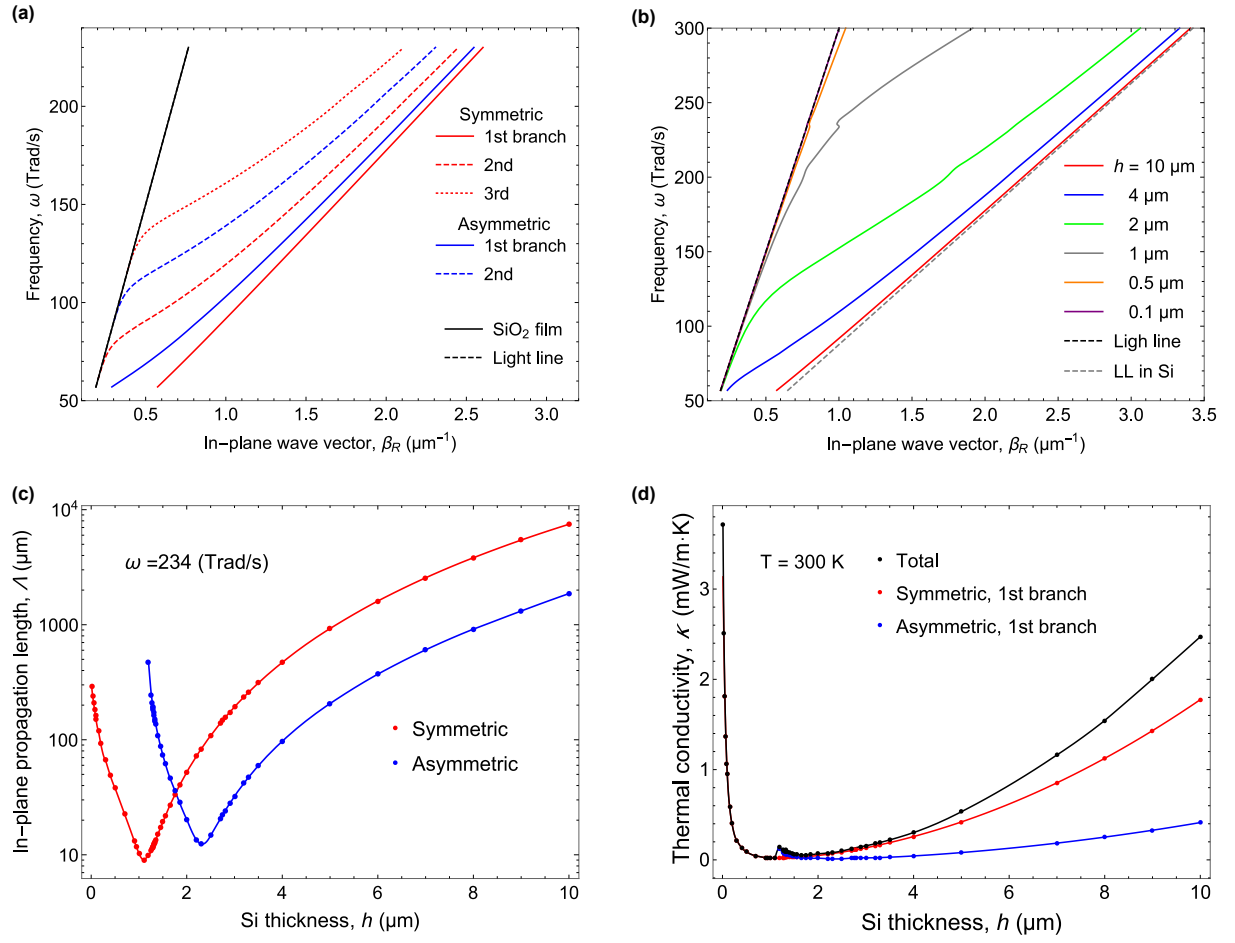 (a)
Frequency, ω (Trad/s)
200
150
100
50
0.5 1.0 1.5 2.0 2.5 3.0
In−plane wave vector, βR (μm⁻¹)
Symmetric
1st branch
2nd
3rd
Asymmetric
1st branch
2nd
SiO₂ film
Light line
(b)
Frequency, ω (Trad/s)
300
250
200
150
100
50
0.5 1.0 1.5 2.0 2.5 3.0 3.5
In−plane wave vector, βR (μm⁻¹)
h = 10 μm
4 μm
2 μm
1 μm
0.5 μm
0.1 μm
Ligh line
LL in Si
(c)
In−plane propagation length, Λ (μm)
10⁴
1000
100
10
0 2 4 6 8 10
Si thickness, h (μm)
ω =234 (Trad/s)
Symmetric
Asymmetric
(d)
Thermal conductivity, κ (mW/m·K)
3
2
1
0
0 2 4 6 8 10
Si thickness, h (μm)
T = 300 K
Total
Symmetric, 1st branch
Asymmetric, 1st branch